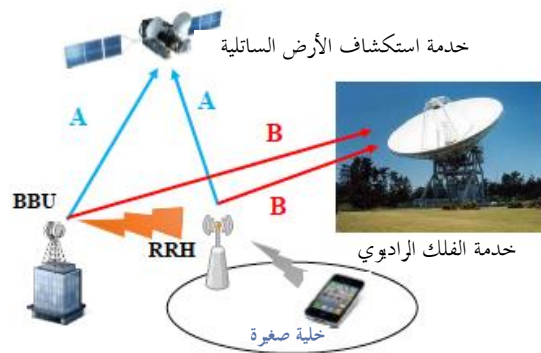 خدمة استكشاف الأرض الساتلية
A
A
B
BBU
B
RRH
خدمة الفلك الراديوي
خلية صغيرة